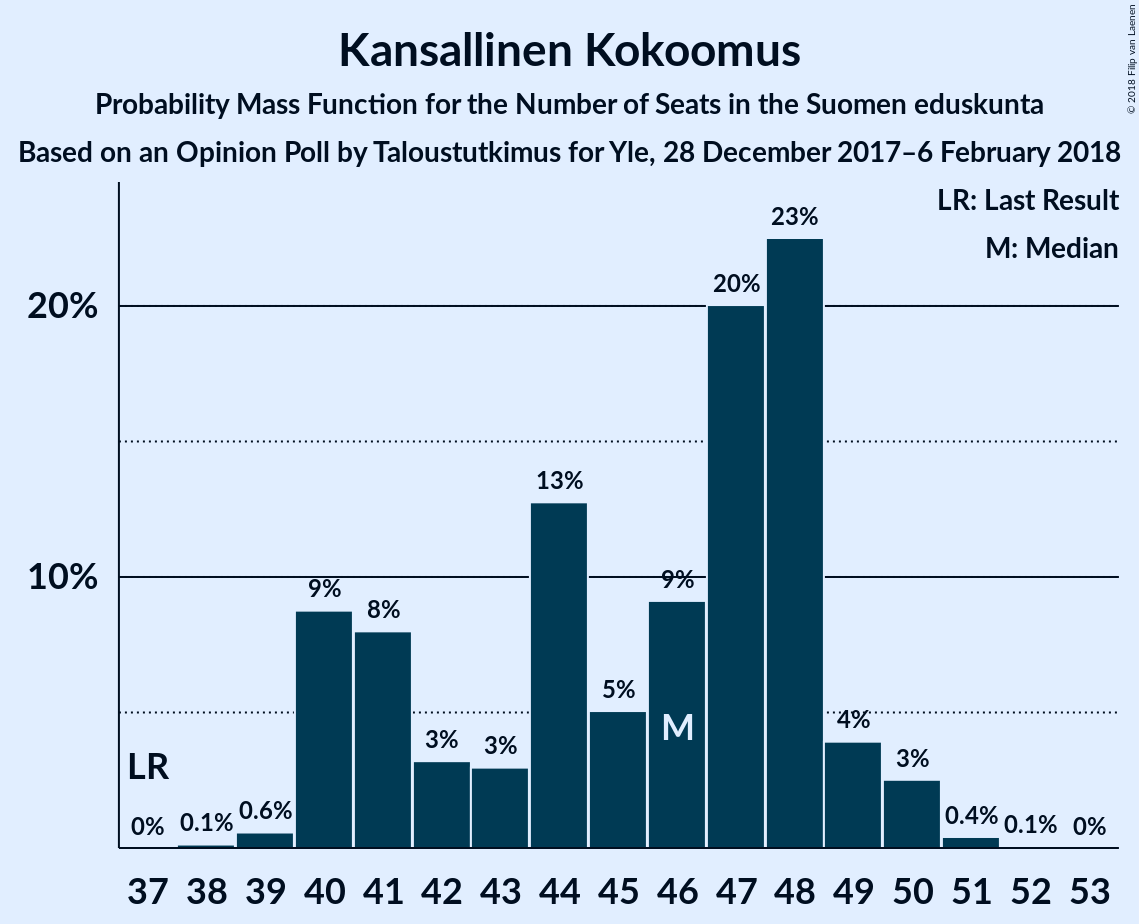 Kansallinen Kokoomus
Probability Mass Function for the Number of Seats in the Suomen eduskunta
Based on an Opinion Poll by Taloustutkimus for Yle, 28 December 2017–6 February 2018
© 2018 Filip van Laenen
LR: Last Result
M: Median
20%
10%
LR
0%
0.1%
0.6%
9%
8%
3%
3%
13%
5%
9%
M
20%
23%
4%
3%
0.4%
0.1%
0%
37 38 39 40 41 42 43 44 45 46 47 48 49 50 51 52 53